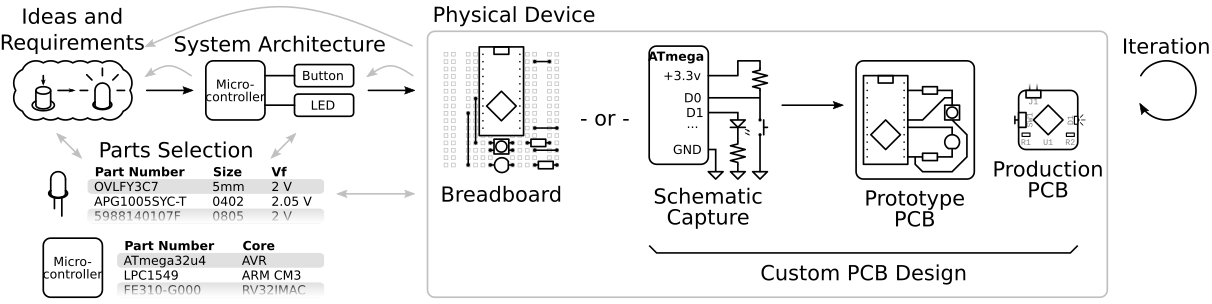 Ideas and
Requirements
System Architecture
Micro-
controller
Button
LED
Parts Selection
Part Number Size Vf
OVLFY3C7 5mm 2 V
APG1005SYC-T 0402 2.05 V
5988140107F 0805 2 V
Micro-
controller
Part Number Core
ATmega32u4 AVR
LPC1549 ARM CM3
FE310-G000 RV32IMAC
Physical Device
Breadboard
- or -
ATmega
+3.3v
D0
D1
...
GND
Schematic
Capture
Prototype
PCB
J1
D1
R1 U1 R2
Production
PCB
Custom PCB Design
Iteration